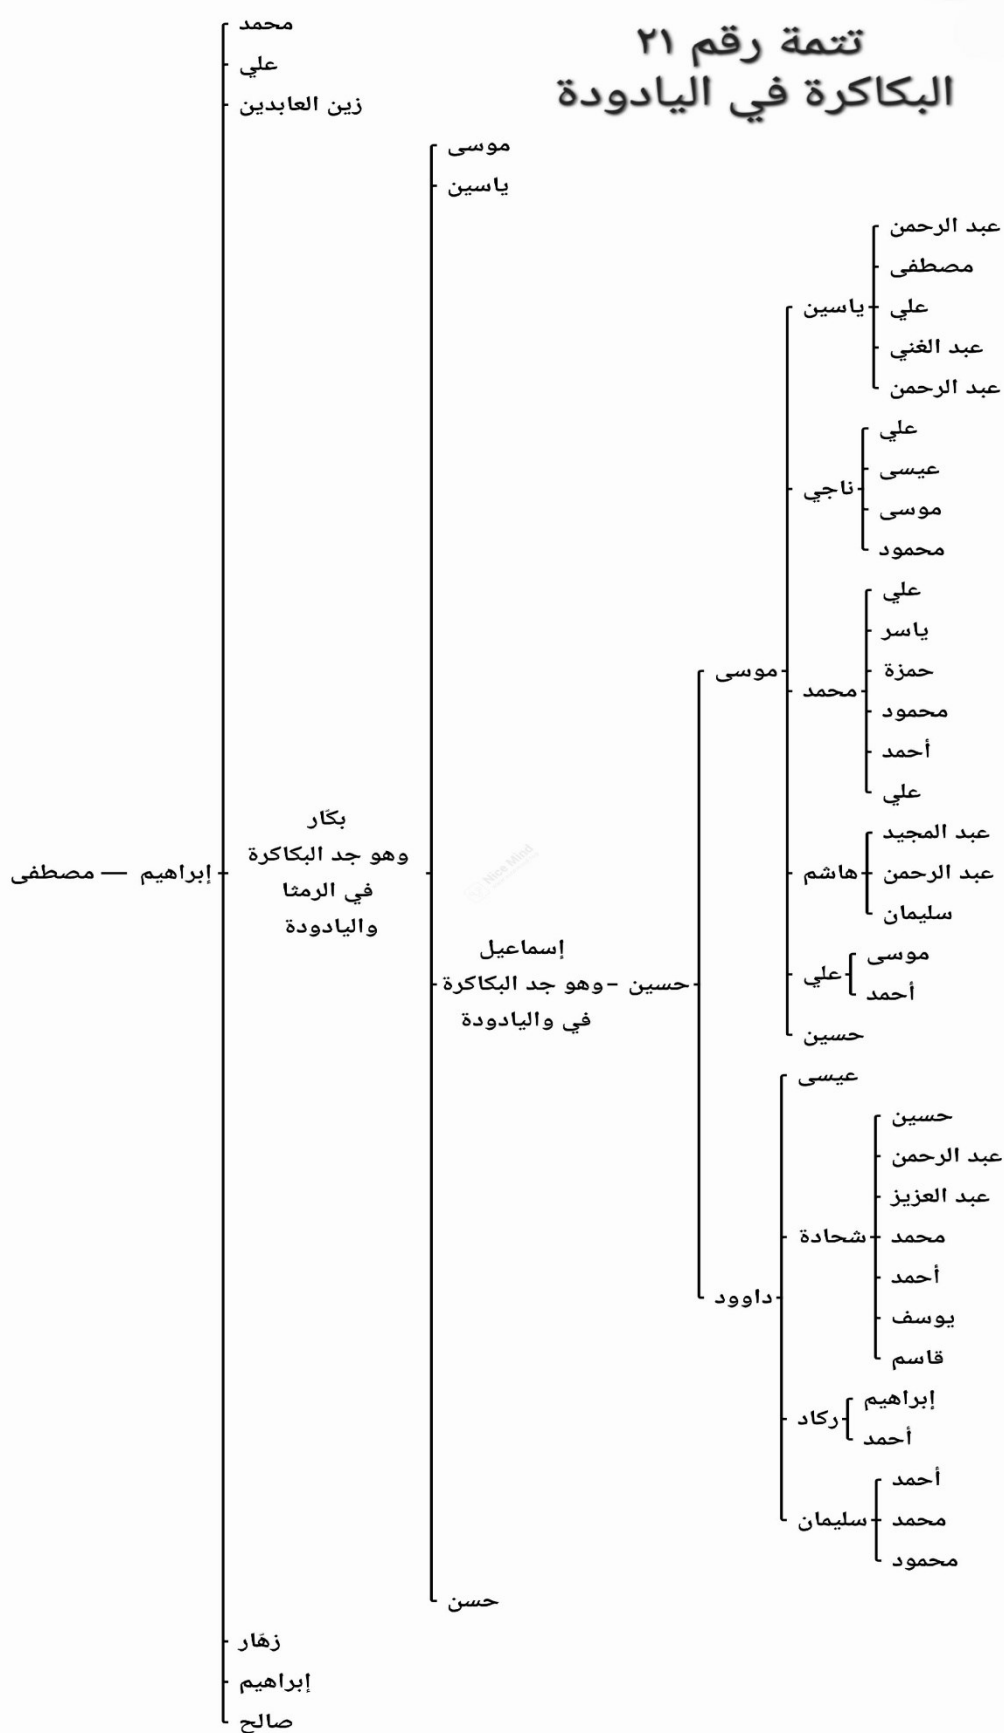 تتمة رقم ٢١
البكاكرة في اليادودة
محمد
علي
زين العابدين
موسى
ياسين
عبد الرحمن
مصطفى
ياسين
علي
عبد الغني
عبد الرحمن
علي
عيسى
ناجي
موسى
محمود
علي
ياسر
موسى
حمزة
محمد
محمود
أحمد
علي
بكّار
وهو جد البكاكرة
في الرمثا
واليادودة
عبد المجيد
مصطفى — إبراهيم
هاشم
عبد الرحمن
سليمان
إسماعيل
وهو جد البكاكرة – حسين
في واليادودة
موسى
علي
أحمد
حسين
عيسى
حسين
عبد الرحمن
عبد العزيز
شحادة
محمد
أحمد
داوود
يوسف
قاسم
إبراهيم
ركاد
أحمد
أحمد
سليمان
محمد
محمود
حسن
زهّار
إبراهيم
صالح
Nice Mind